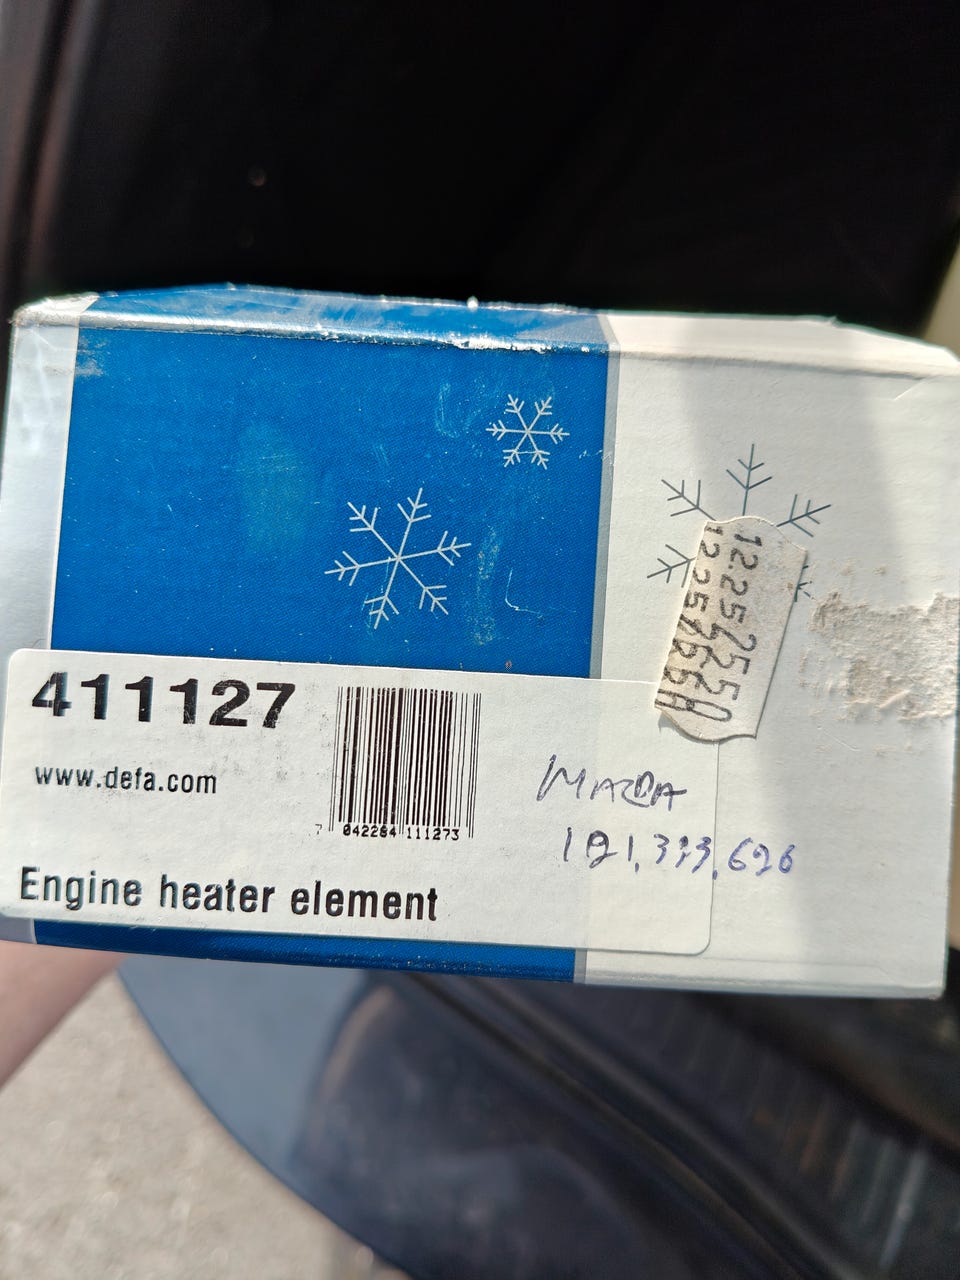 411127
www.defa.com
7 042284 111273
Engine heater element
MAZDA
121, 323, 626